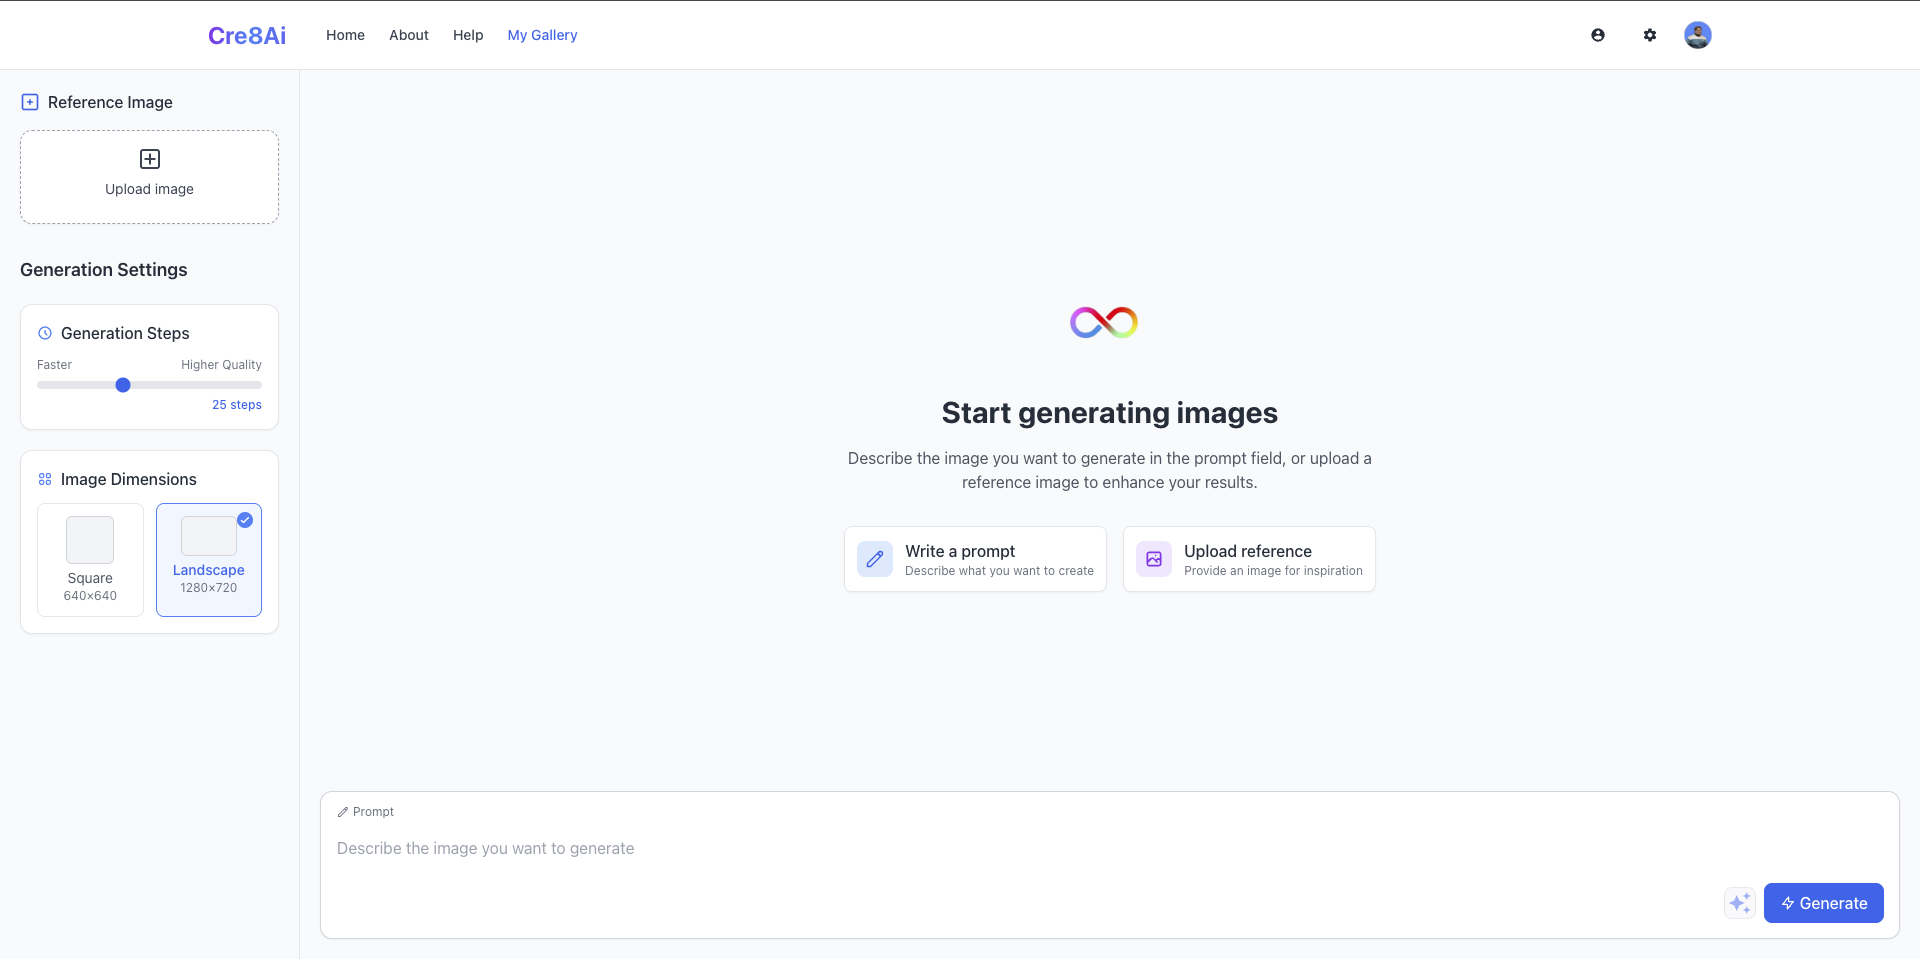 Cre8Ai
Home
About
Help
My Gallery
Reference Image
Upload image
Generation Settings
Generation Steps
Faster
Higher Quality
25 steps
Image Dimensions
Square
640×640
Landscape
1280×720
Start generating images
Describe the image you want to generate in the prompt field, or upload a
reference image to enhance your results.
Write a prompt
Describe what you want to create
Upload reference
Provide an image for inspiration
Prompt
Describe the image you want to generate
Generate